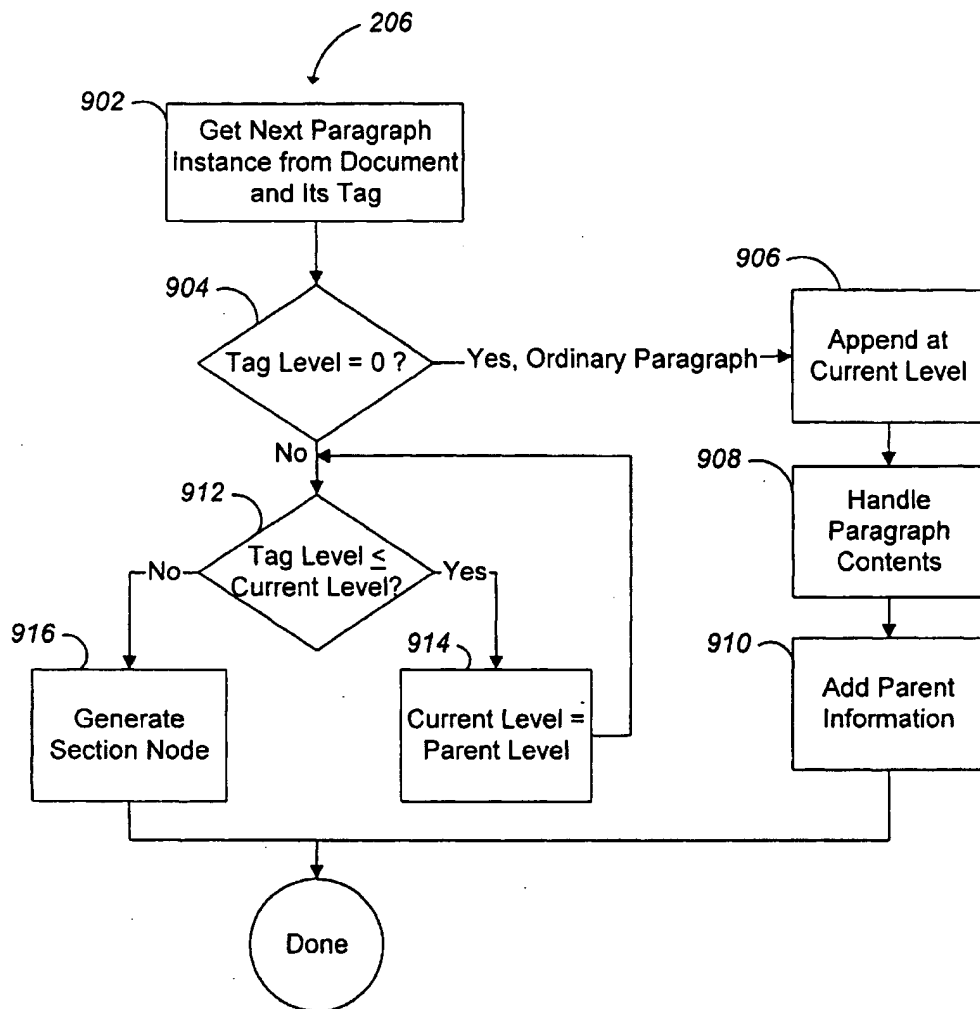 206
902
Get Next Paragraph
Instance from Document
and Its Tag
904
Tag Level = 0 ?
Yes, Ordinary Paragraph
906
Append at
Current Level
No
908
Handle
Paragraph
Contents
912
Tag Level ≤
Current Level?
No
Yes
916
Generate
Section Node
914
Current Level =
Parent Level
910
Add Parent
Information
Done